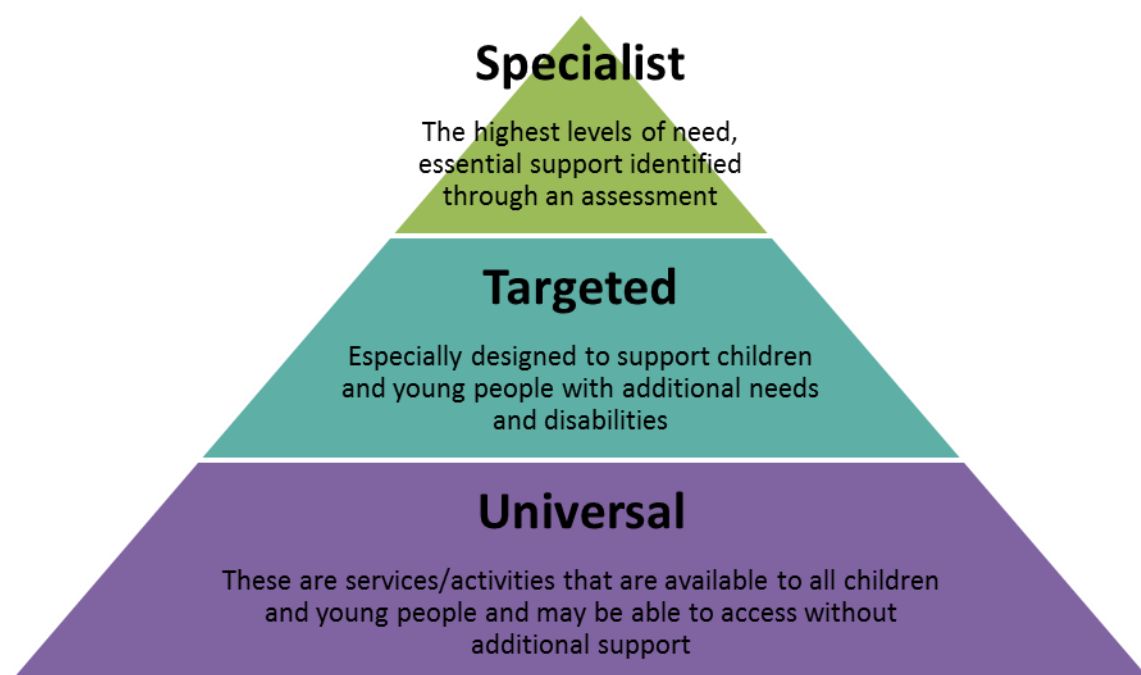 Specialist
The highest levels of need,
essential support identified
through an assessment
Targeted
Especially designed to support children
and young people with additional needs
and disabilities
Universal
These are services/activities that are available to all children
and young people and may be able to access without
additional support